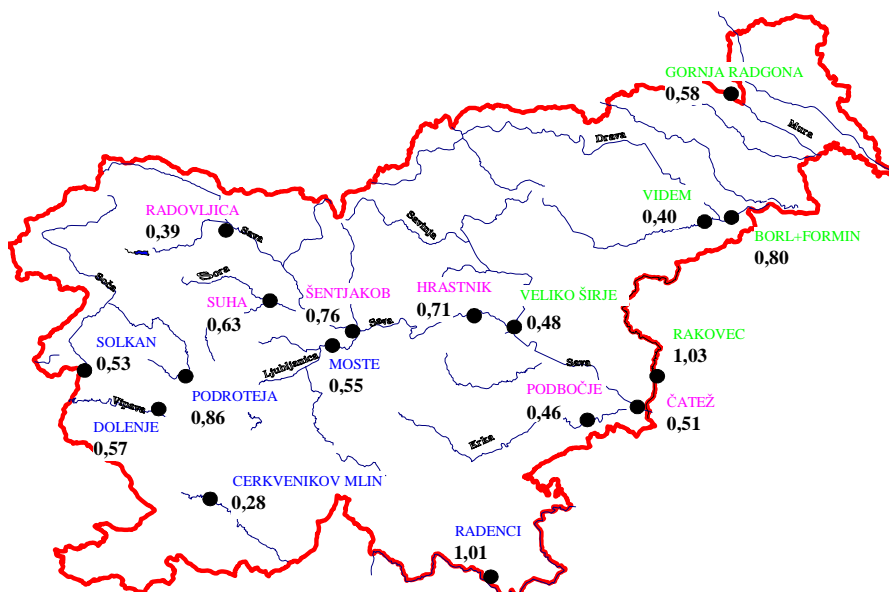 GORNJA RADGONA
0,58
Mura
Drava
VIDEM
0,40
BORL+FORMIN
0,80
RADOVLJICA
0,39
Sava
Savinja
Sora
Soča
SUHA
0,63
ŠENTJAKOB
0,76
Sava
HRASTNIK
0,71
VELIKO ŠIRJE
0,48
RAKOVEC
1,03
SOLKAN
0,53
Ljubljanica
MOSTE
0,55
Sava
PODROTEJA
0,86
PODBOČJE
0,46
ČATEŽ
0,51
Vipava
DOLENJE
0,57
Krka
CERKVENIKOV MLIN
0,28
RADENCI
1,01